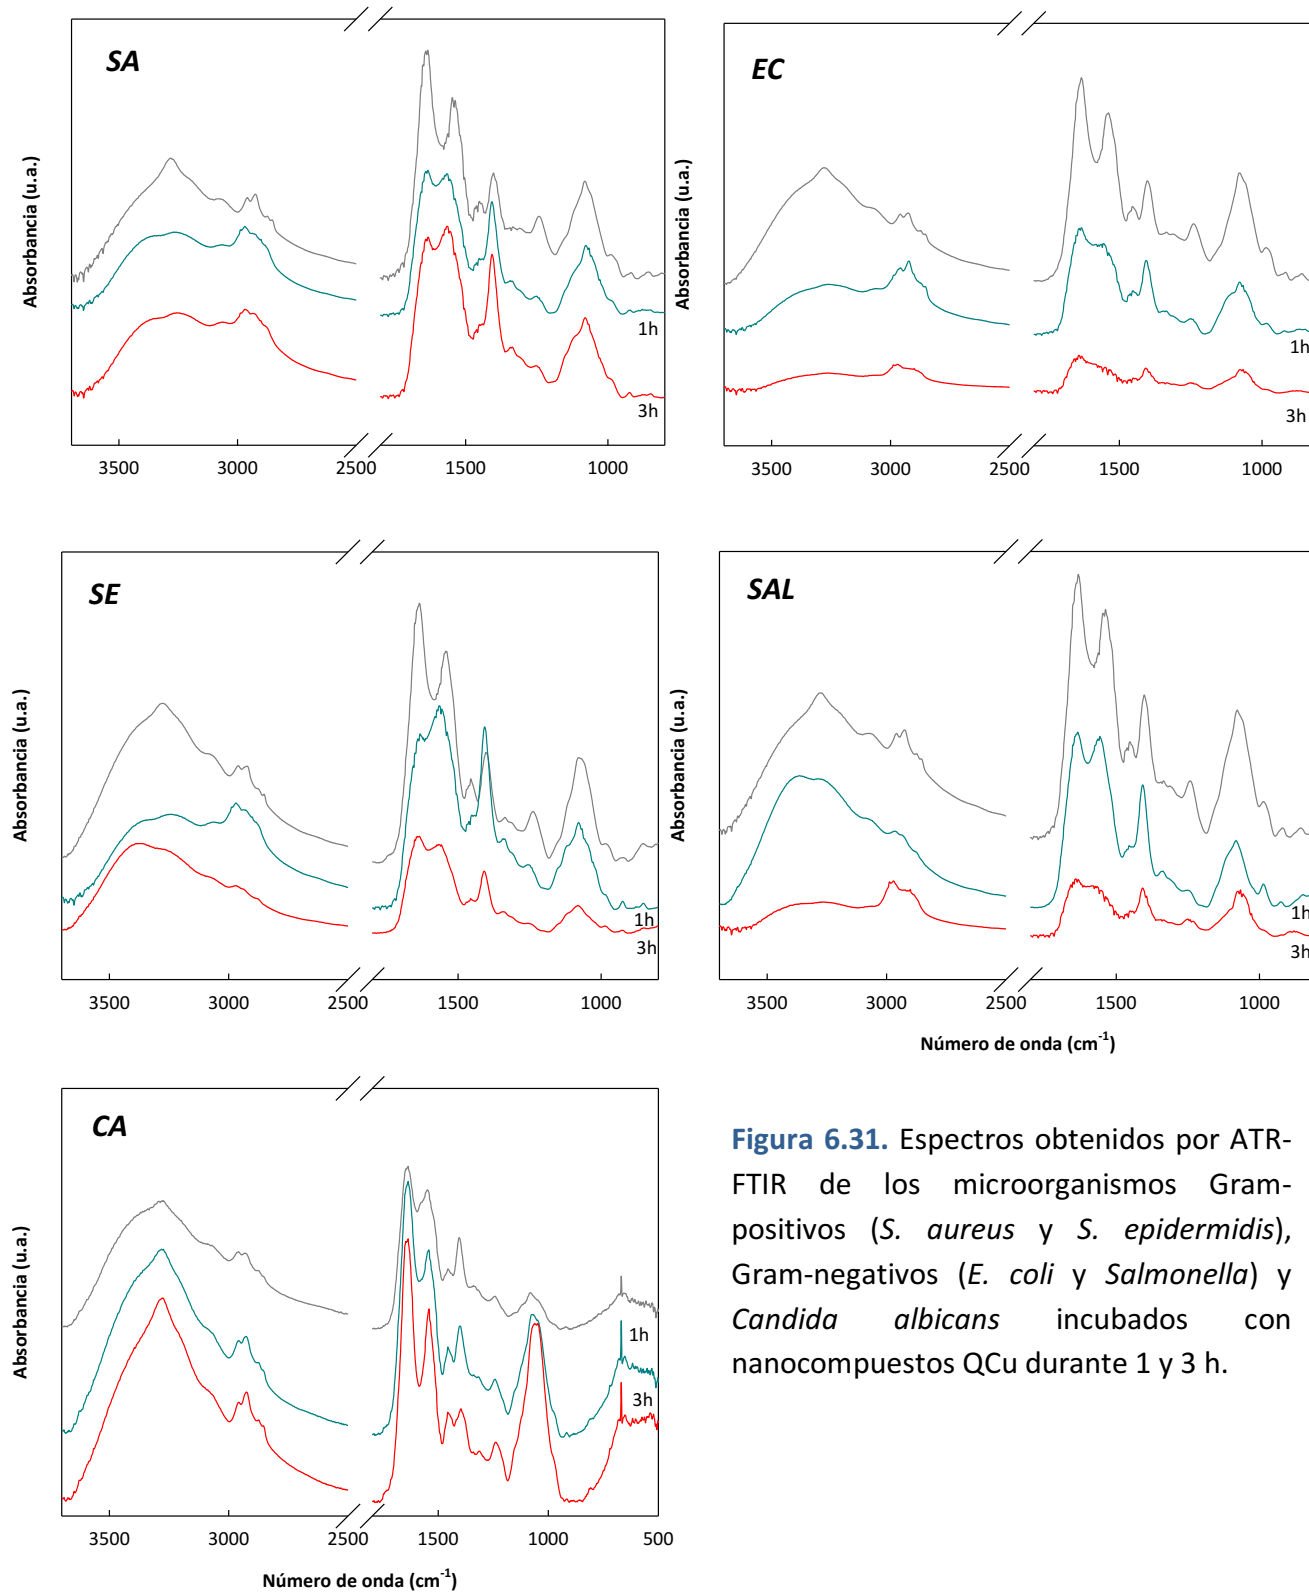 SA
Absorbancia (u.a.)
1h
3h
3500 3000 2500 1500 1000
EC
Absorbancia (u.a.)
1h
3h
3500 3000 2500 1500 1000
SE
Absorbancia (u.a.)
1h
3h
3500 3000 2500 1500 1000
SAL
Absorbancia (u.a.)
1h
3h
3500 3000 2500 1500 1000
Número de onda (cm-1)
CA
Absorbancia (u.a.)
1h
3h
3500 3000 2500 1500 1000 500
Número de onda (cm-1)
Figura 6.31. Espectros obtenidos por ATR-
FTIR de los microorganismos Gram-
positivos (S. aureus y S. epidermidis),
Gram-negativos (E. coli y Salmonella) y
Candida albicans incubados con
nanocompuestos QCu durante 1 y 3 h.